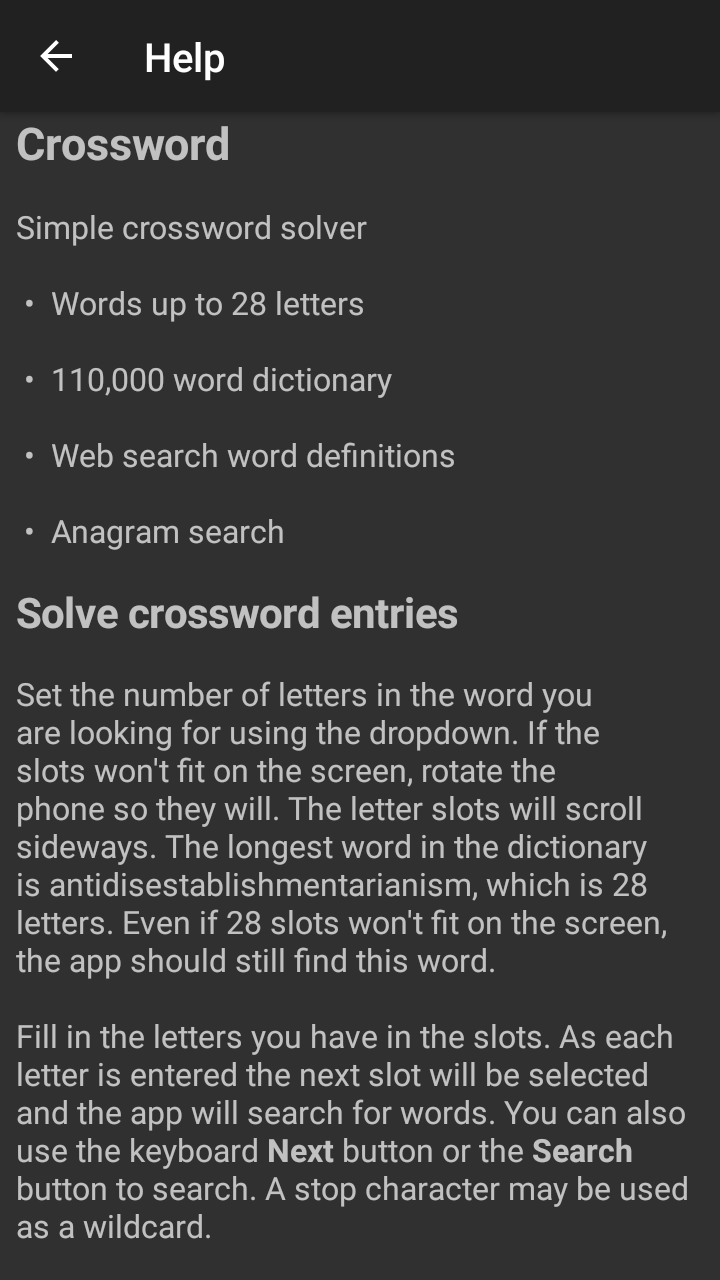 Help
Crossword
Simple crossword solver
• Words up to 28 letters
• 110,000 word dictionary
• Web search word definitions
• Anagram search
Solve crossword entries
Set the number of letters in the word you
are looking for using the dropdown. If the
slots won't fit on the screen, rotate the
phone so they will. The letter slots will scroll
sideways. The longest word in the dictionary
is antidisestablishmentarianism, which is 28
letters. Even if 28 slots won't fit on the screen,
the app should still find this word.
Fill in the letters you have in the slots. As each
letter is entered the next slot will be selected
and the app will search for words. You can also
use the keyboard Next button or the Search
button to search. A stop character may be used
as a wildcard.